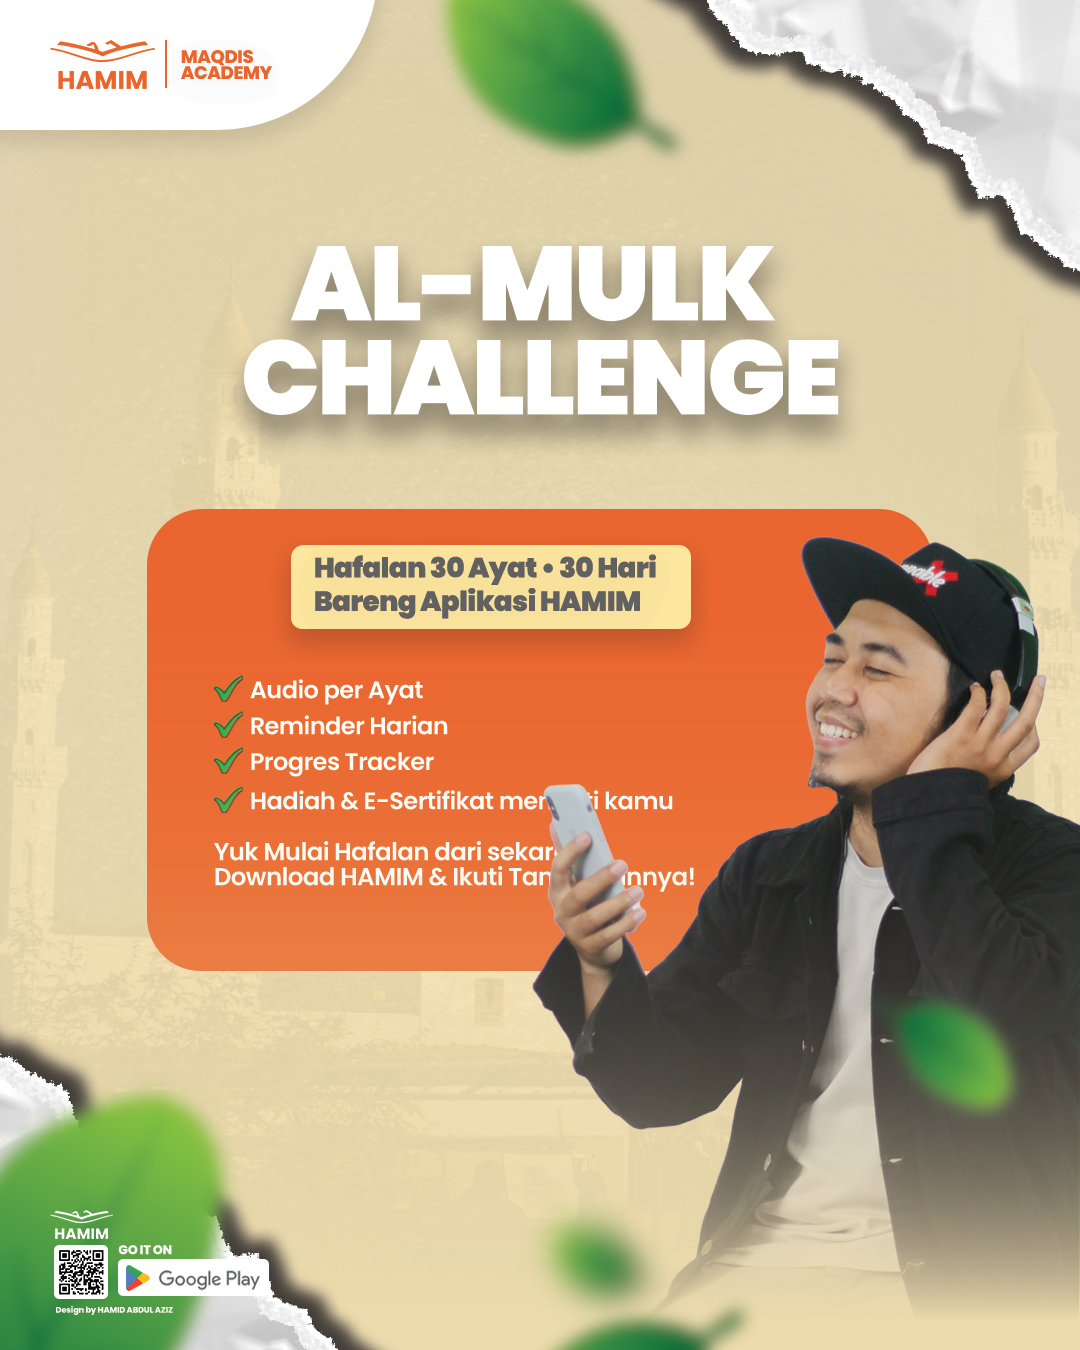 HAMIM
MAQDIS
ACADEMY
AL-MULK
CHALLENGE
Hafalan 30 Ayat • 30 Hari
Bareng Aplikasi HAMIM
Audio per Ayat
Reminder Harian
Progres Tracker
Hadiah & E-Sertifikat kamu
Yuk Mulai Hafalan dari
Download HAMIM & Ikuti
HAMIM
GO IT ON
Google Play
Design by HAMID ABDUL AZIZ